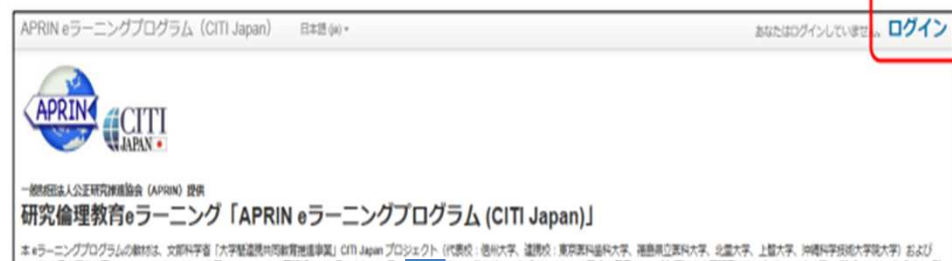 APRIN eラーニングプログラム (CITI Japan) 日本語 (ja)
あなたはログインしていません。 ログイン
APRIN
CITI
JAPAN
一般財団法人公正研究推進協会 (APRIN) 提供
研究倫理教育eラーニング「APRIN eラーニングプログラム (CITI Japan)」
本eラーニングプログラムの教材は、文部科学省「大学間連携共同教育推進事業」CITI Japan プロジェクト (代表校：信州大学、連携校：東京医科歯科大学、福島県立医科大学、北里大学、上智大学、沖縄科学技術大学院大学) および